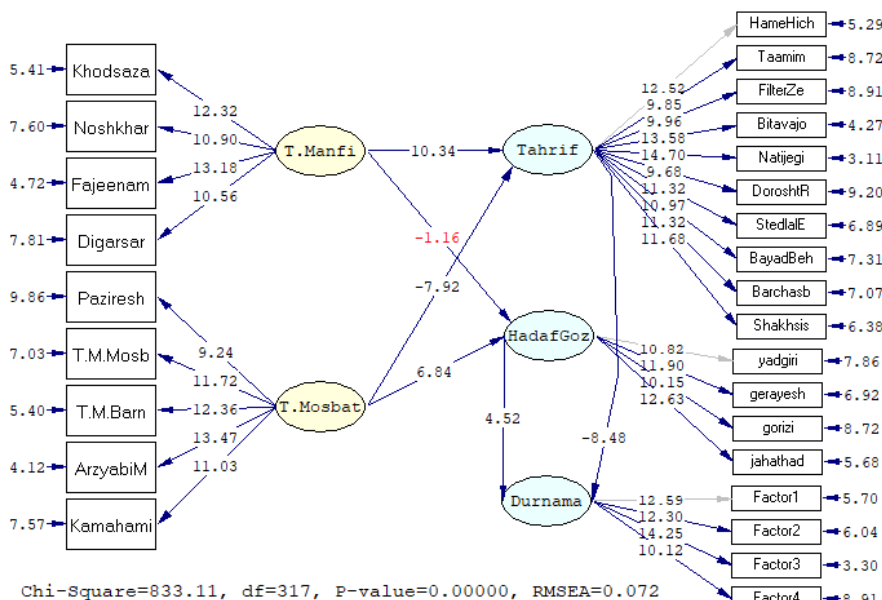 HameHich 5.29
5.41 Khodsaza
Taamim 8.72
12.52
9.85
FilterZe 8.91
12.32
9.96
7.60 Noshkhar
Bitavajo 4.27
10.90
13.58
T.Manfi 10.34 Tahrif
14.70
Natijegi 3.11
13.18
9.68
4.72 Fajeenam
DoroshtR 9.20
11.32
10.56
10.97
StedlalE 6.89
11.32
7.81 Digarsar
-1.16
11.68
BayadBeh 7.31
-7.92
Barchasb 7.07
9.86 Paziresh
Shakhsis 6.38
HadafGoz
10.82
yadgiri 7.86
7.03 T.M.Mosb
9.24
11.90
11.72
6.84
10.15
gerayesh 6.92
5.40 T.M.Barn
12.36
T.Mosbat
12.63
4.52
gorizi 8.72
13.47
-8.48
4.12 ArzyabiM
11.03
jahathad 5.68
Durnama
12.59
Factor1 5.70
7.57 Kamahami
12.30
Factor2 6.04
14.25
10.12
Factor3 3.30
Chi-Square=833.11, df=317, P-value=0.00000, RMSEA=0.072
Factor4 8.91